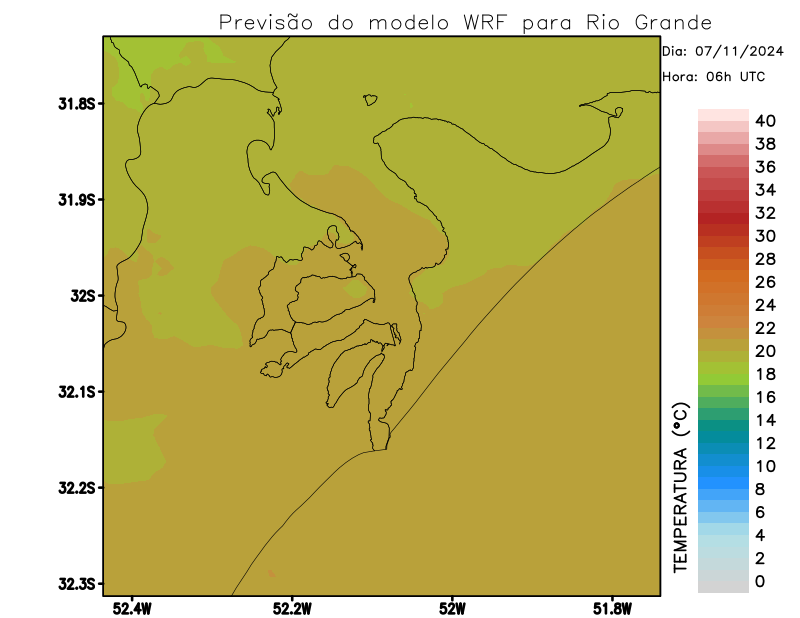 Previsão do modelo WRF para Rio Grande
Dia: 07/11/2024
Hora: 06h UTC
31.8S
31.9S
32S
32.1S
32.2S
32.3S
52.4W
52.2W
52W
51.8W
TEMPERATURA (°C)
40
38
36
34
32
30
28
26
24
22
20
18
16
14
12
10
8
6
4
2
0